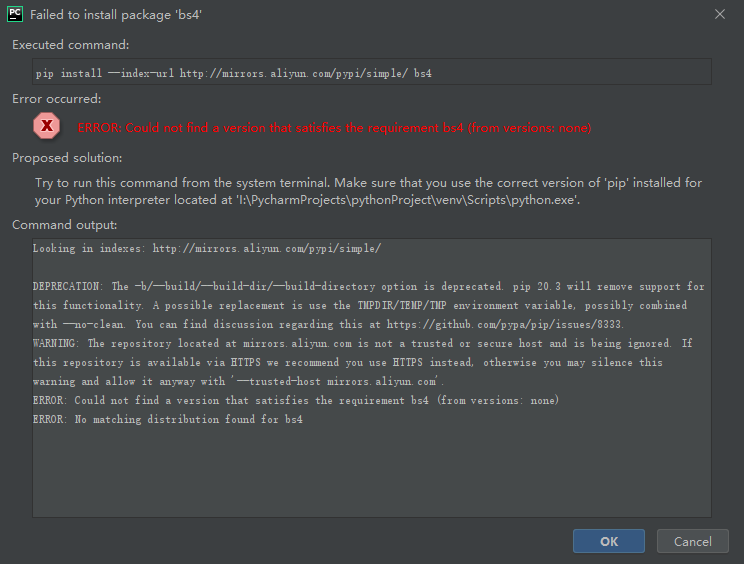 PC
Failed to install package 'bs4'
Executed command:
pip install --index-url http://mirrors.aliyun.com/pypi/simple/ bs4
Error occurred:
X
ERROR: Could not find a version that satisfies the requirement bs4 (from versions: none)
Proposed solution:
Try to run this command from the system terminal. Make sure that you use the correct version of 'pip' installed for
your Python interpreter located at 'I:\PycharmProjects\pythonProject\venv\Scripts\python.exe'.
Command output:
Looking in indexes: http://mirrors.aliyun.com/pypi/simple/
DEPRECATION: The -b/--build/--build-dir/--build-directory option is deprecated. pip 20.3 will remove support for
this functionality. A possible replacement is use the TMPDIR/TEMP/TMP environment variable, possibly combined
with --no-clean. You can find discussion regarding this at https://github.com/pypa/pip/issues/8333.
WARNING: The repository located at mirrors.aliyun.com is not a trusted or secure host and is being ignored. If
this repository is available via HTTPS we recommend you use HTTPS instead, otherwise you may silence this
warning and allow it anyway with '--trusted-host mirrors.aliyun.com'.
ERROR: Could not find a version that satisfies the requirement bs4 (from versions: none)
ERROR: No matching distribution found for bs4
OK
Cancel